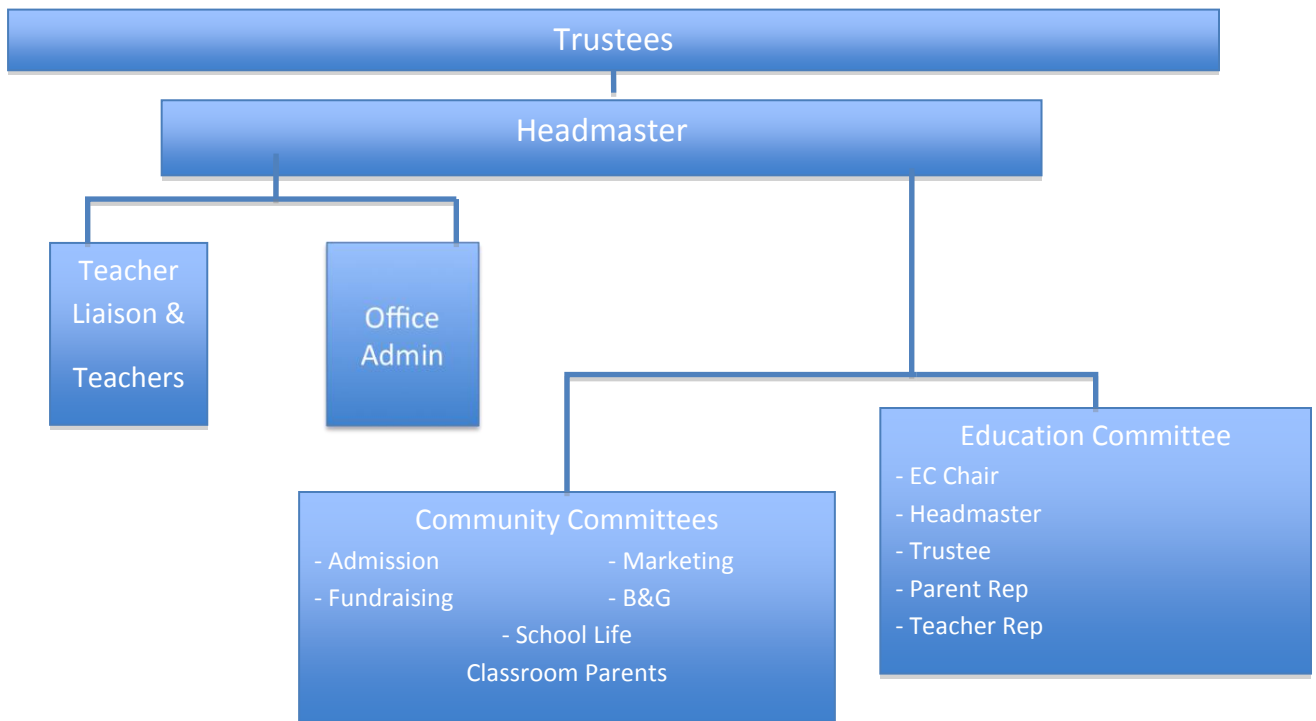 Trustees
Headmaster
Teacher
Liaison &
Teachers
Office
Admin
Community Committees
- Admission - Marketing
- Fundraising - B&G
- School Life
Classroom Parents
Education Committee
- EC Chair
- Headmaster
- Trustee
- Parent Rep
- Teacher Rep